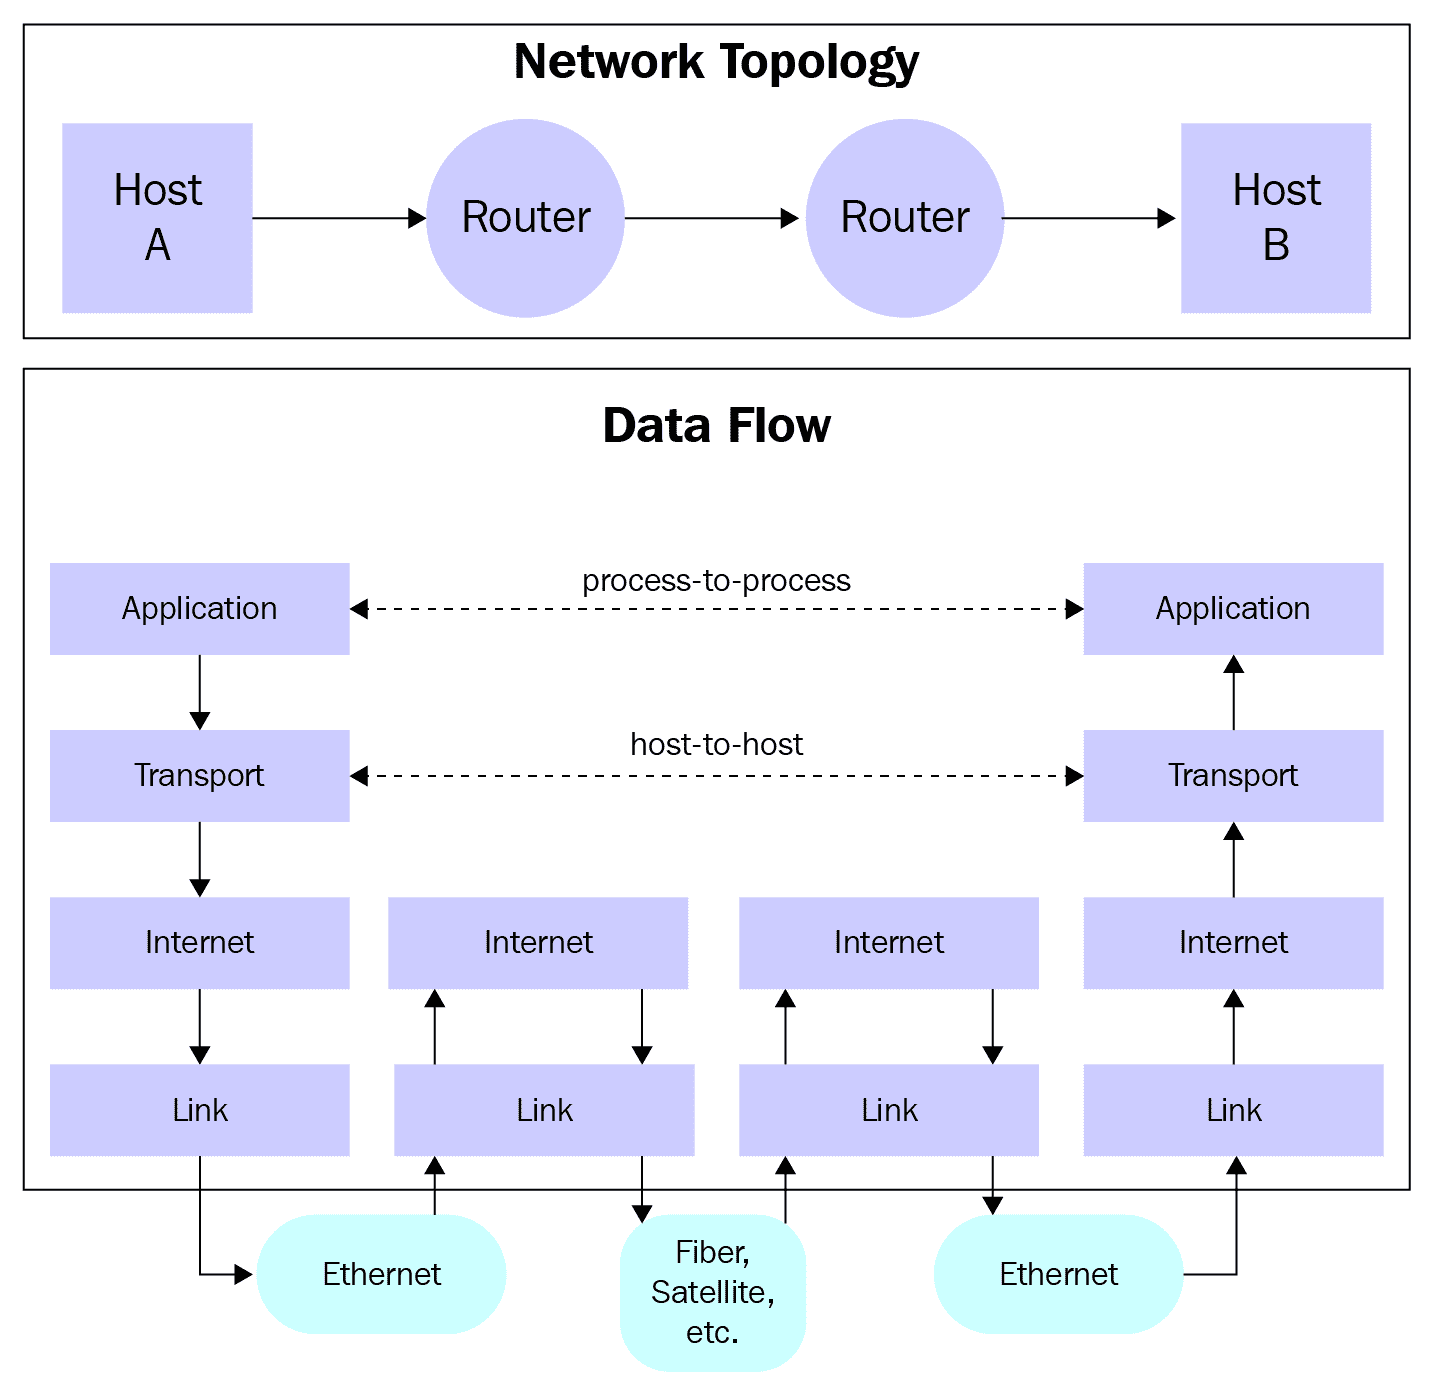 Network Topology
Host
A
Router
Router
Host
B
Data Flow
process-to-process
Application
Application
host-to-host
Transport
Transport
Internet
Internet
Internet
Internet
Link
Link
Link
Link
Ethernet
Fiber,
Satellite,
etc.
Ethernet